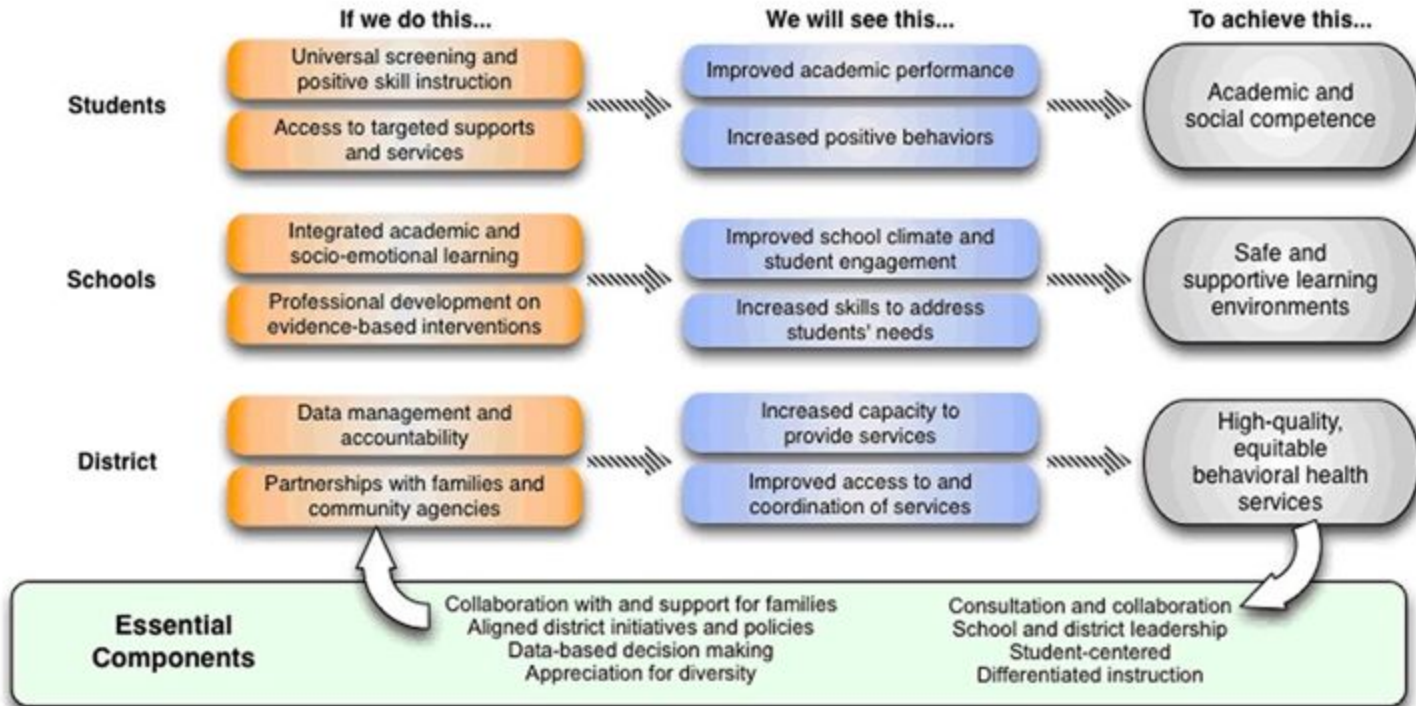 If we do this...
We will see this...
To achieve this...
Students
Universal screening and
positive skill instruction
Access to targeted supports
and services
Improved academic performance
Increased positive behaviors
Academic and
social competence
Schools
Integrated academic and
socio-emotional learning
Professional development on
evidence-based interventions
Improved school climate and
student engagement
Increased skills to address
students' needs
Safe and
supportive learning
environments
District
Data management and
accountability
Partnerships with families and
community agencies
Increased capacity to
provide services
Improved access to and
coordination of services
High-quality,
equitable
behavioral health
services
Essential
Components
Collaboration with and support for families
Aligned district initiatives and policies
Data-based decision making
Appreciation for diversity
Consultation and collaboration
School and district leadership
Student-centered
Differentiated instruction